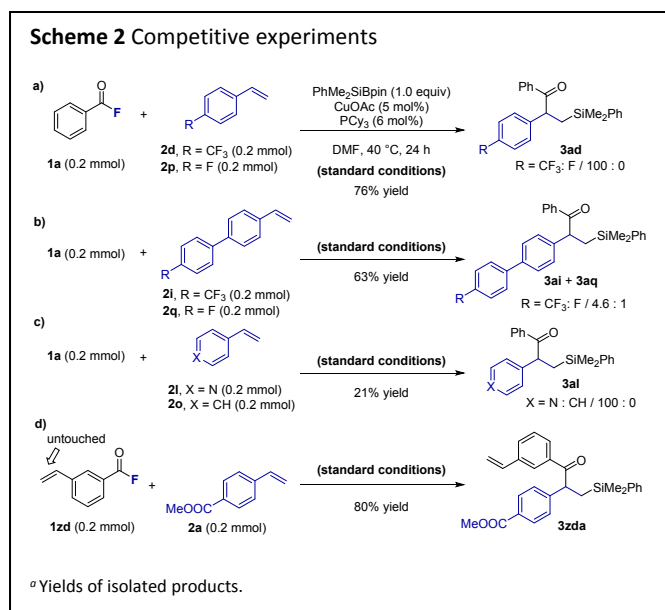 Scheme 2 Competitive experiments
a)
O
F
1a (0.2 mmol)
+
R
2d, R = CF3 (0.2 mmol)
2p, R = F (0.2 mmol)
PhMe2SiBpin (1.0 equiv)
CuOAc (5 mol%)
PCy3 (6 mol%)
DMF, 40 °C, 24 h
(standard conditions)
76% yield
Ph O
SiMe2Ph
R
3ad
R = CF3: F / 100 : 0
b)
1a (0.2 mmol)
+
R
2i, R = CF3 (0.2 mmol)
2q, R = F (0.2 mmol)
(standard conditions)
63% yield
Ph O
SiMe2Ph
R
3ai + 3aq
R = CF3: F / 4.6 : 1
c)
1a (0.2 mmol)
+
X
2l, X = N (0.2 mmol)
2o, X = CH (0.2 mmol)
(standard conditions)
21% yield
Ph O
SiMe2Ph
X
3al
X = N : CH / 100 : 0
d)
untouched
O
F
1zd (0.2 mmol)
+
MeOOC
2a (0.2 mmol)
(standard conditions)
80% yield
O
SiMe2Ph
MeOOC
3zda
a Yields of isolated products.